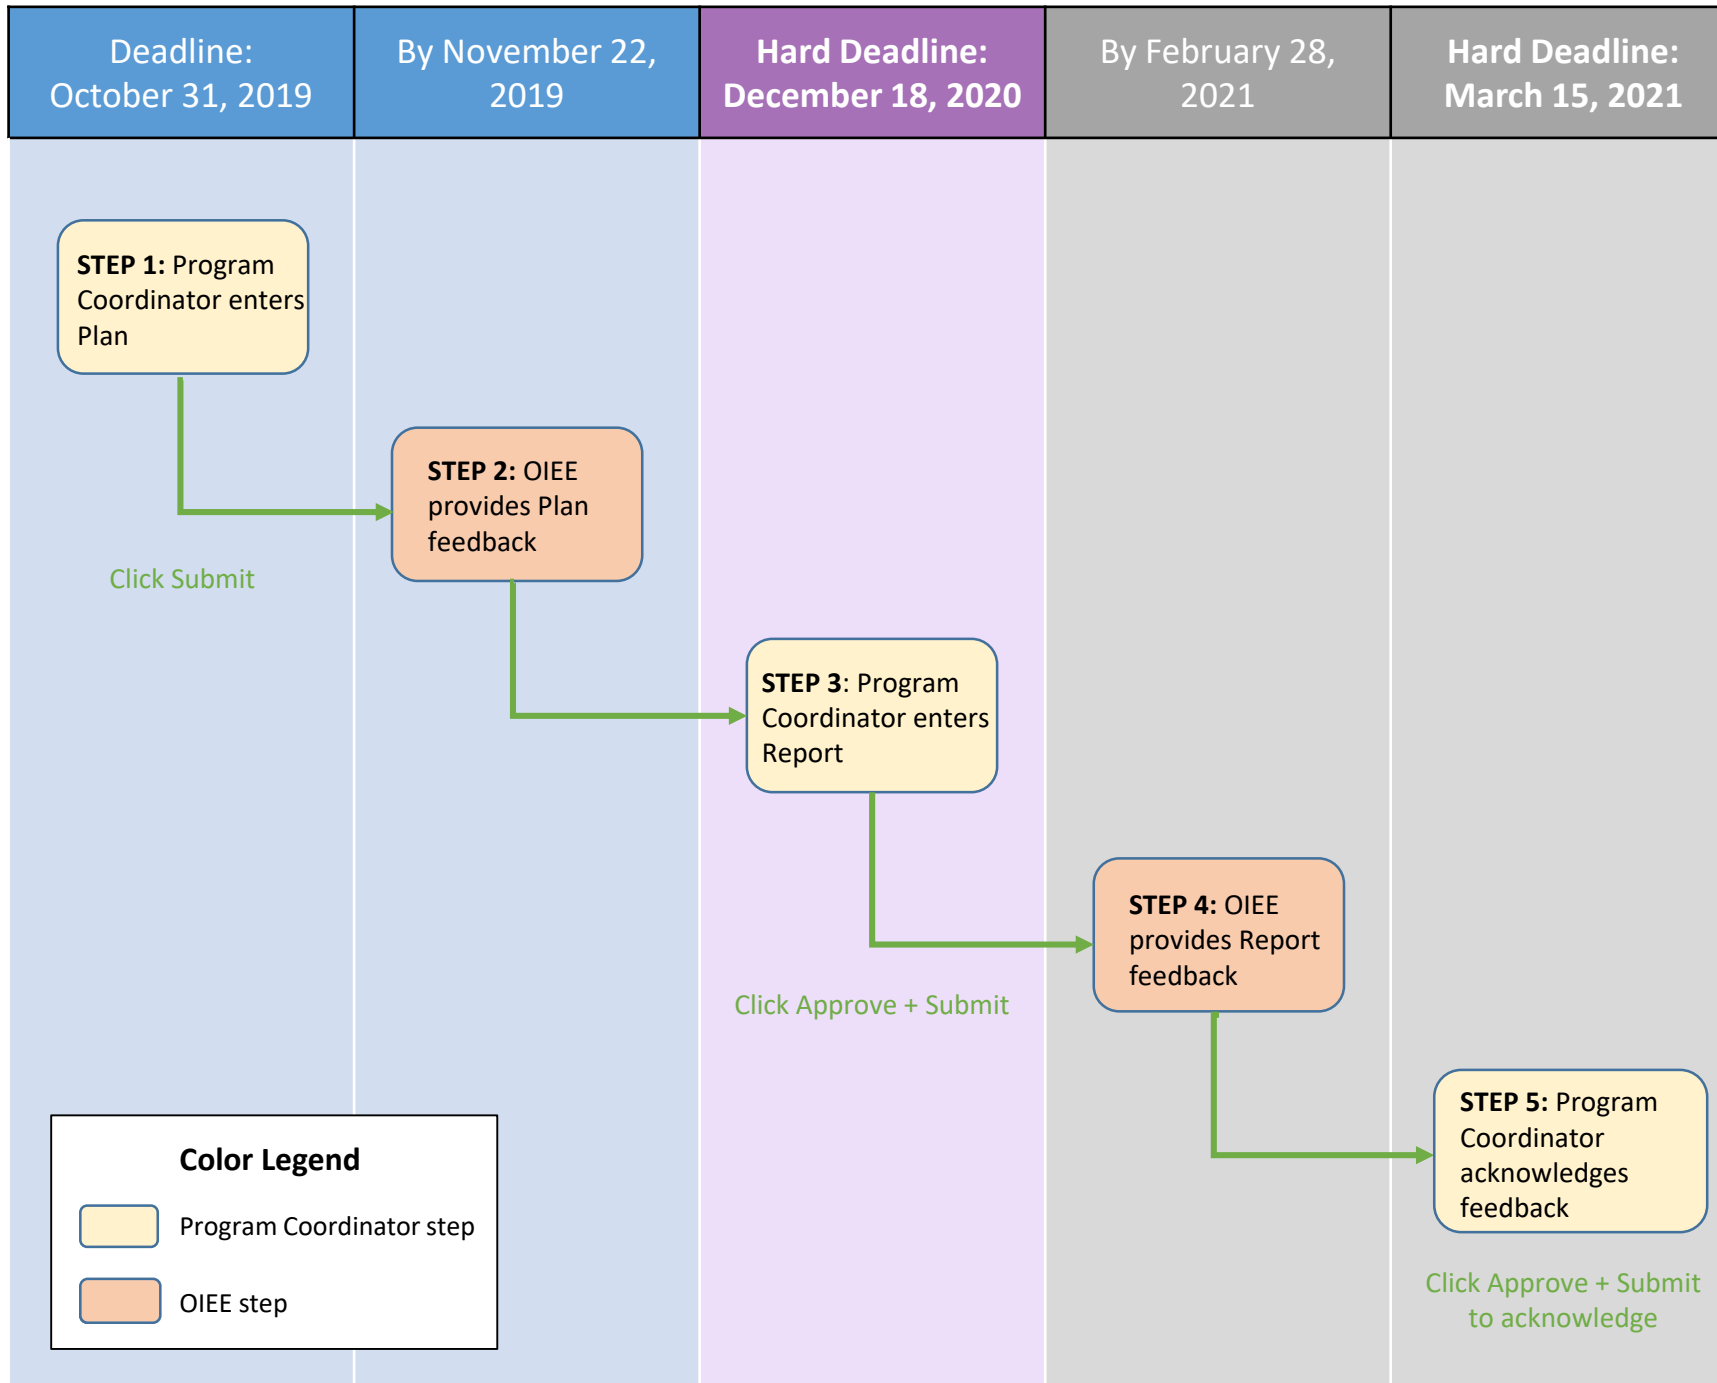 Deadline:
October 31, 2019
By November 22,
2019
Hard Deadline:
December 18, 2020
By February 28,
2021
Hard Deadline:
March 15, 2021
STEP 1: Program
Coordinator enters
Plan
Click Submit
STEP 2: OIEE
provides Plan
feedback
STEP 3: Program
Coordinator enters
Report
Click Approve + Submit
STEP 4: OIEE
provides Report
feedback
STEP 5: Program
Coordinator
acknowledges
feedback
Click Approve + Submit
to acknowledge
Color Legend
Program Coordinator step
OIEE step